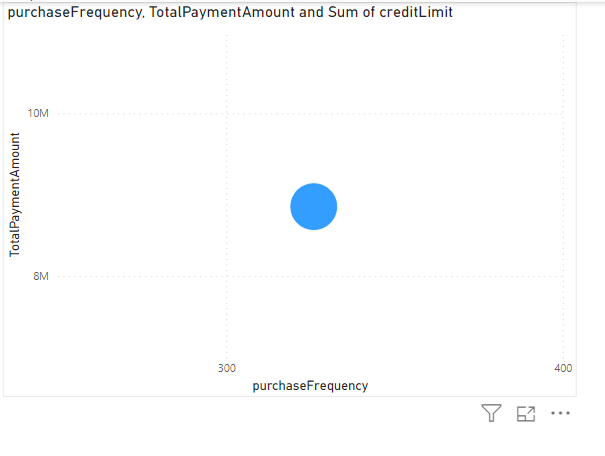 purchaseFrequency, TotalPaymentAmount and Sum of creditLimit
10M
TotalPaymentAmount
8M
300
400
purchaseFrequency